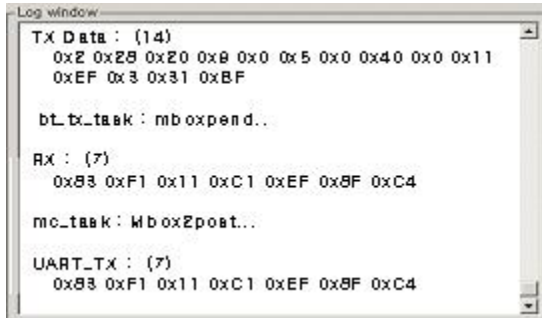 Log window
TX Data : (14)
0x2 0x28 0x20 0x9 0x0 0x5 0x0 0x40 0x0 0x11
0xEF 0x3 0x31 0xBF
bt_tx_task : mboxpend..
RX : (7)
0x83 0xF1 0x11 0xC1 0xEF 0x8F 0xC4
mc_task : Mbox2post...
UART_TX : (7)
0x83 0xF1 0x11 0xC1 0xEF 0x8F 0xC4